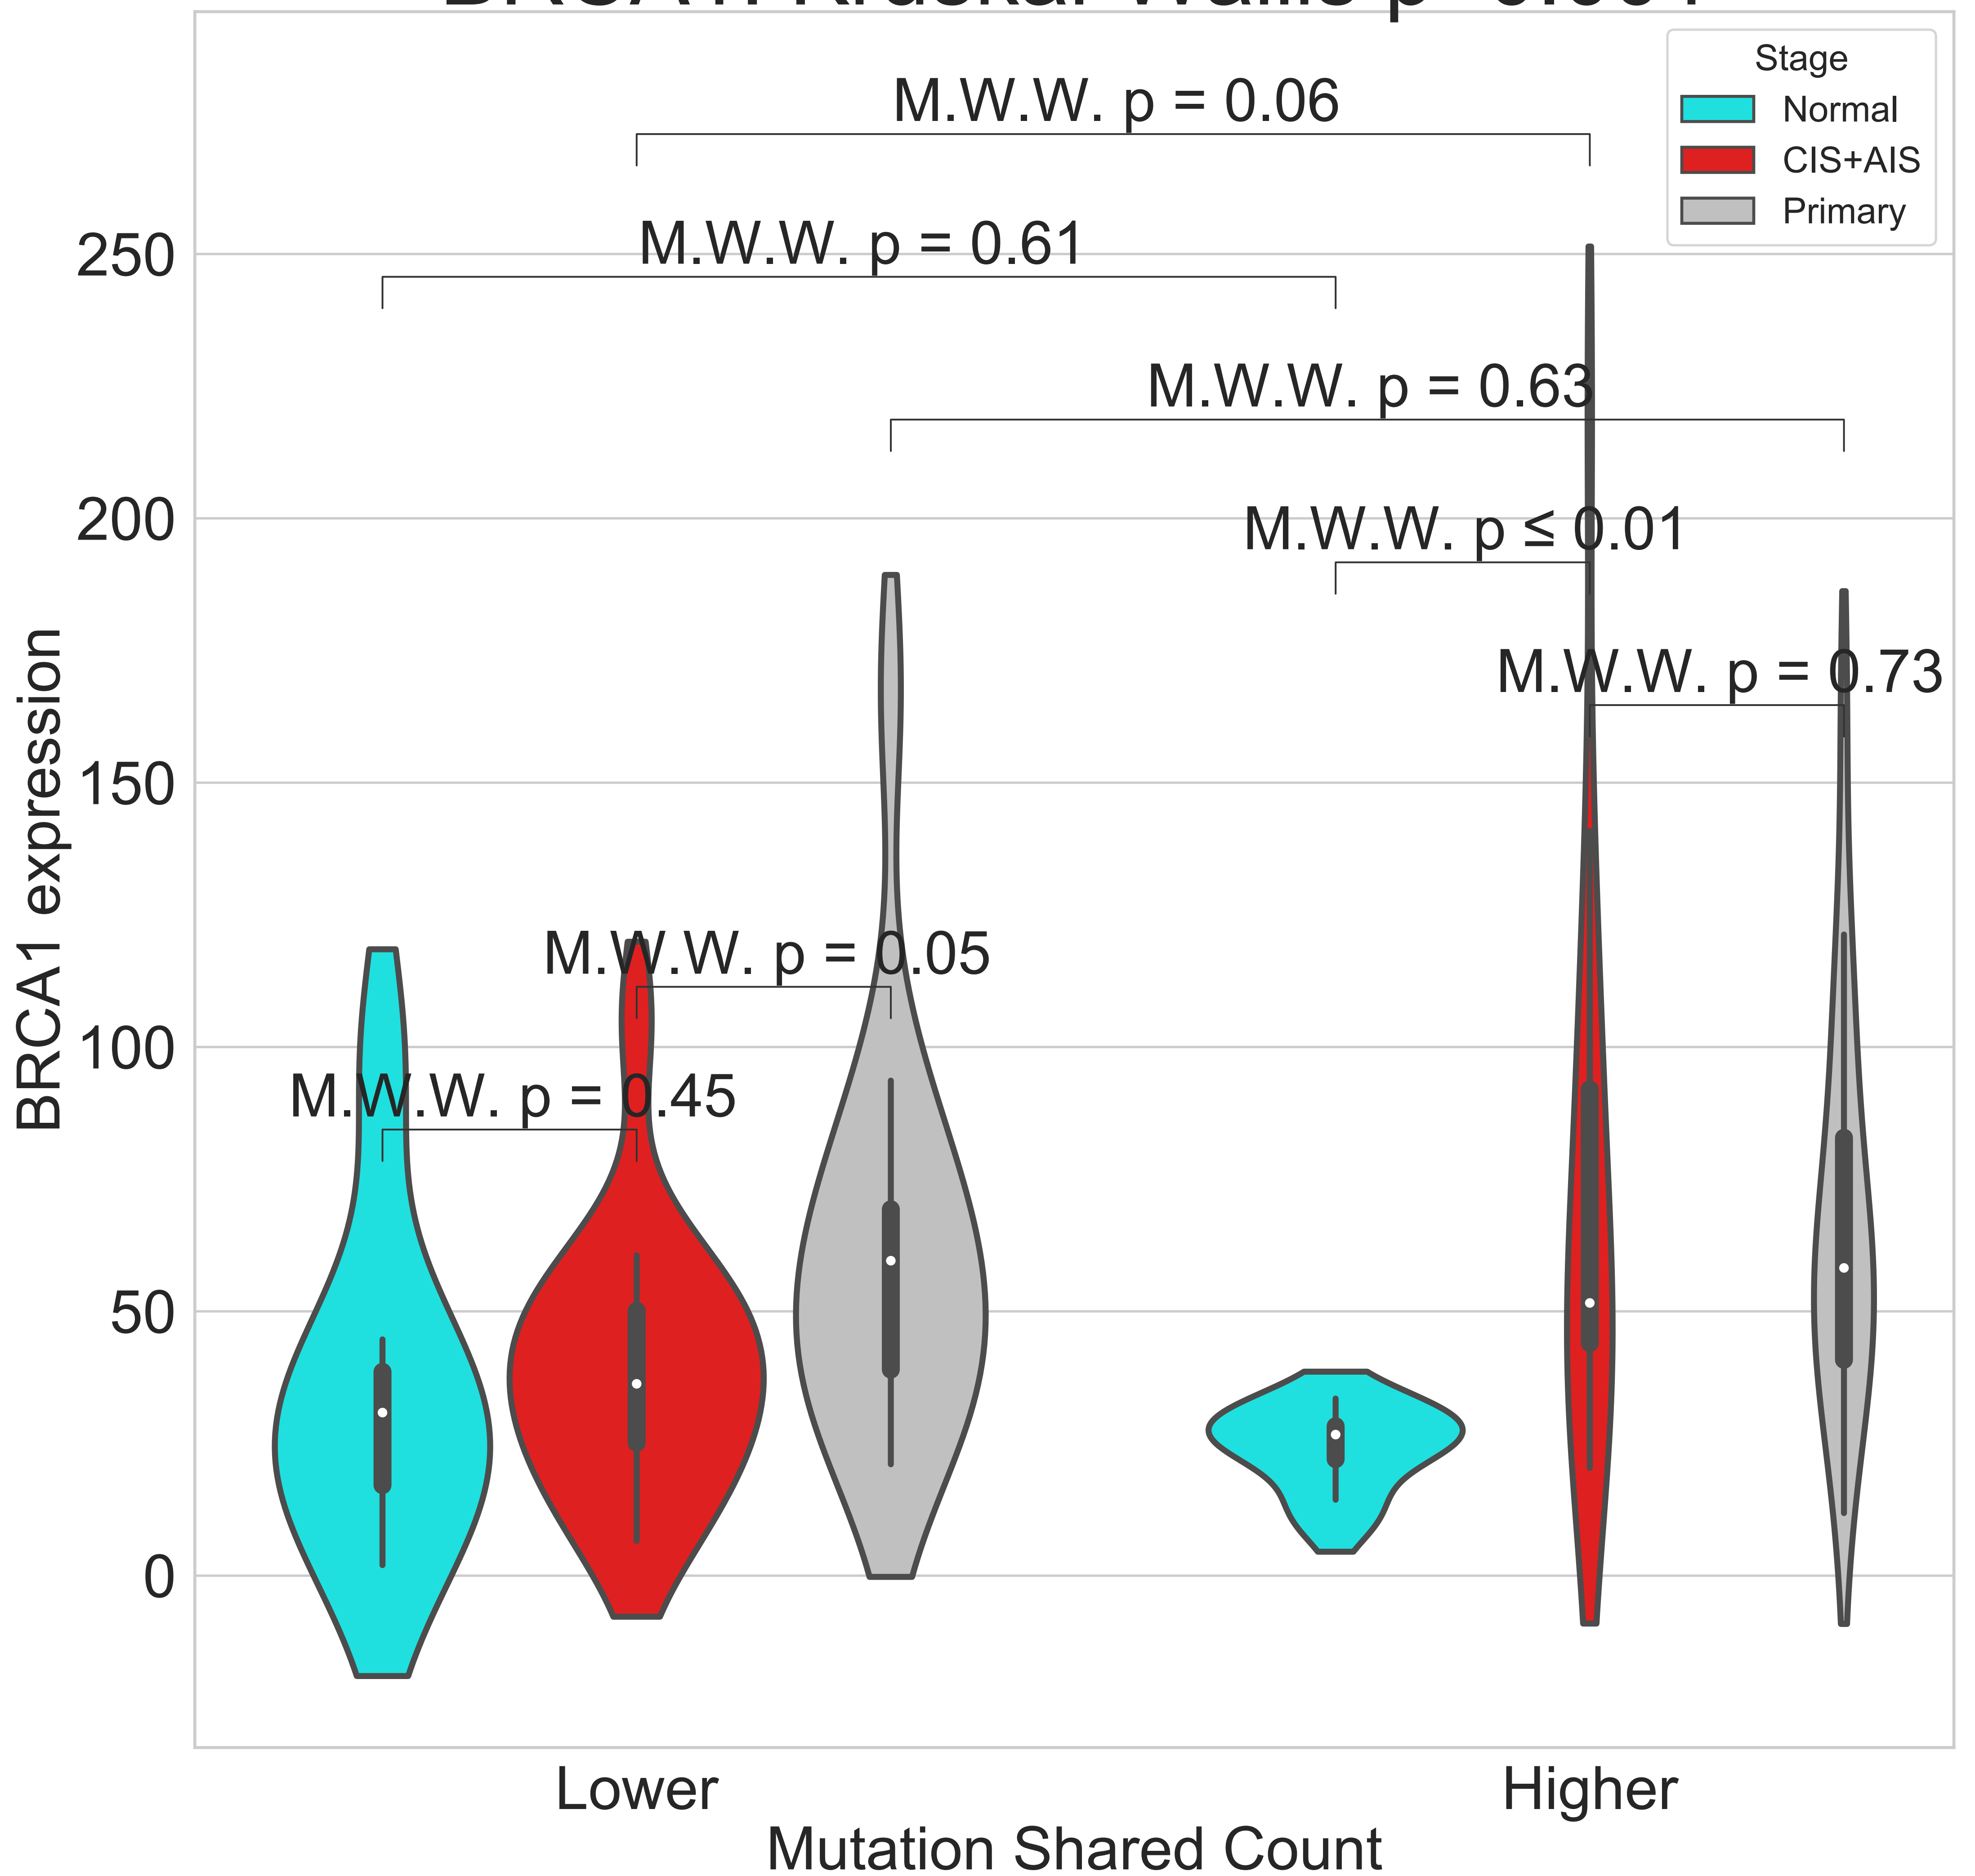 Stage
Normal
CIS+AIS
Primary
M.W.W. p = 0.06
M.W.W. p = 0.61
M.W.W. p = 0.63
M.W.W. p ≤ 0.01
M.W.W. p = 0.73
M.W.W. p = 0.05
M.W.W. p = 0.45
250
200
150
100
50
0
BRCA1 expression
Lower
Higher
Mutation Shared Count